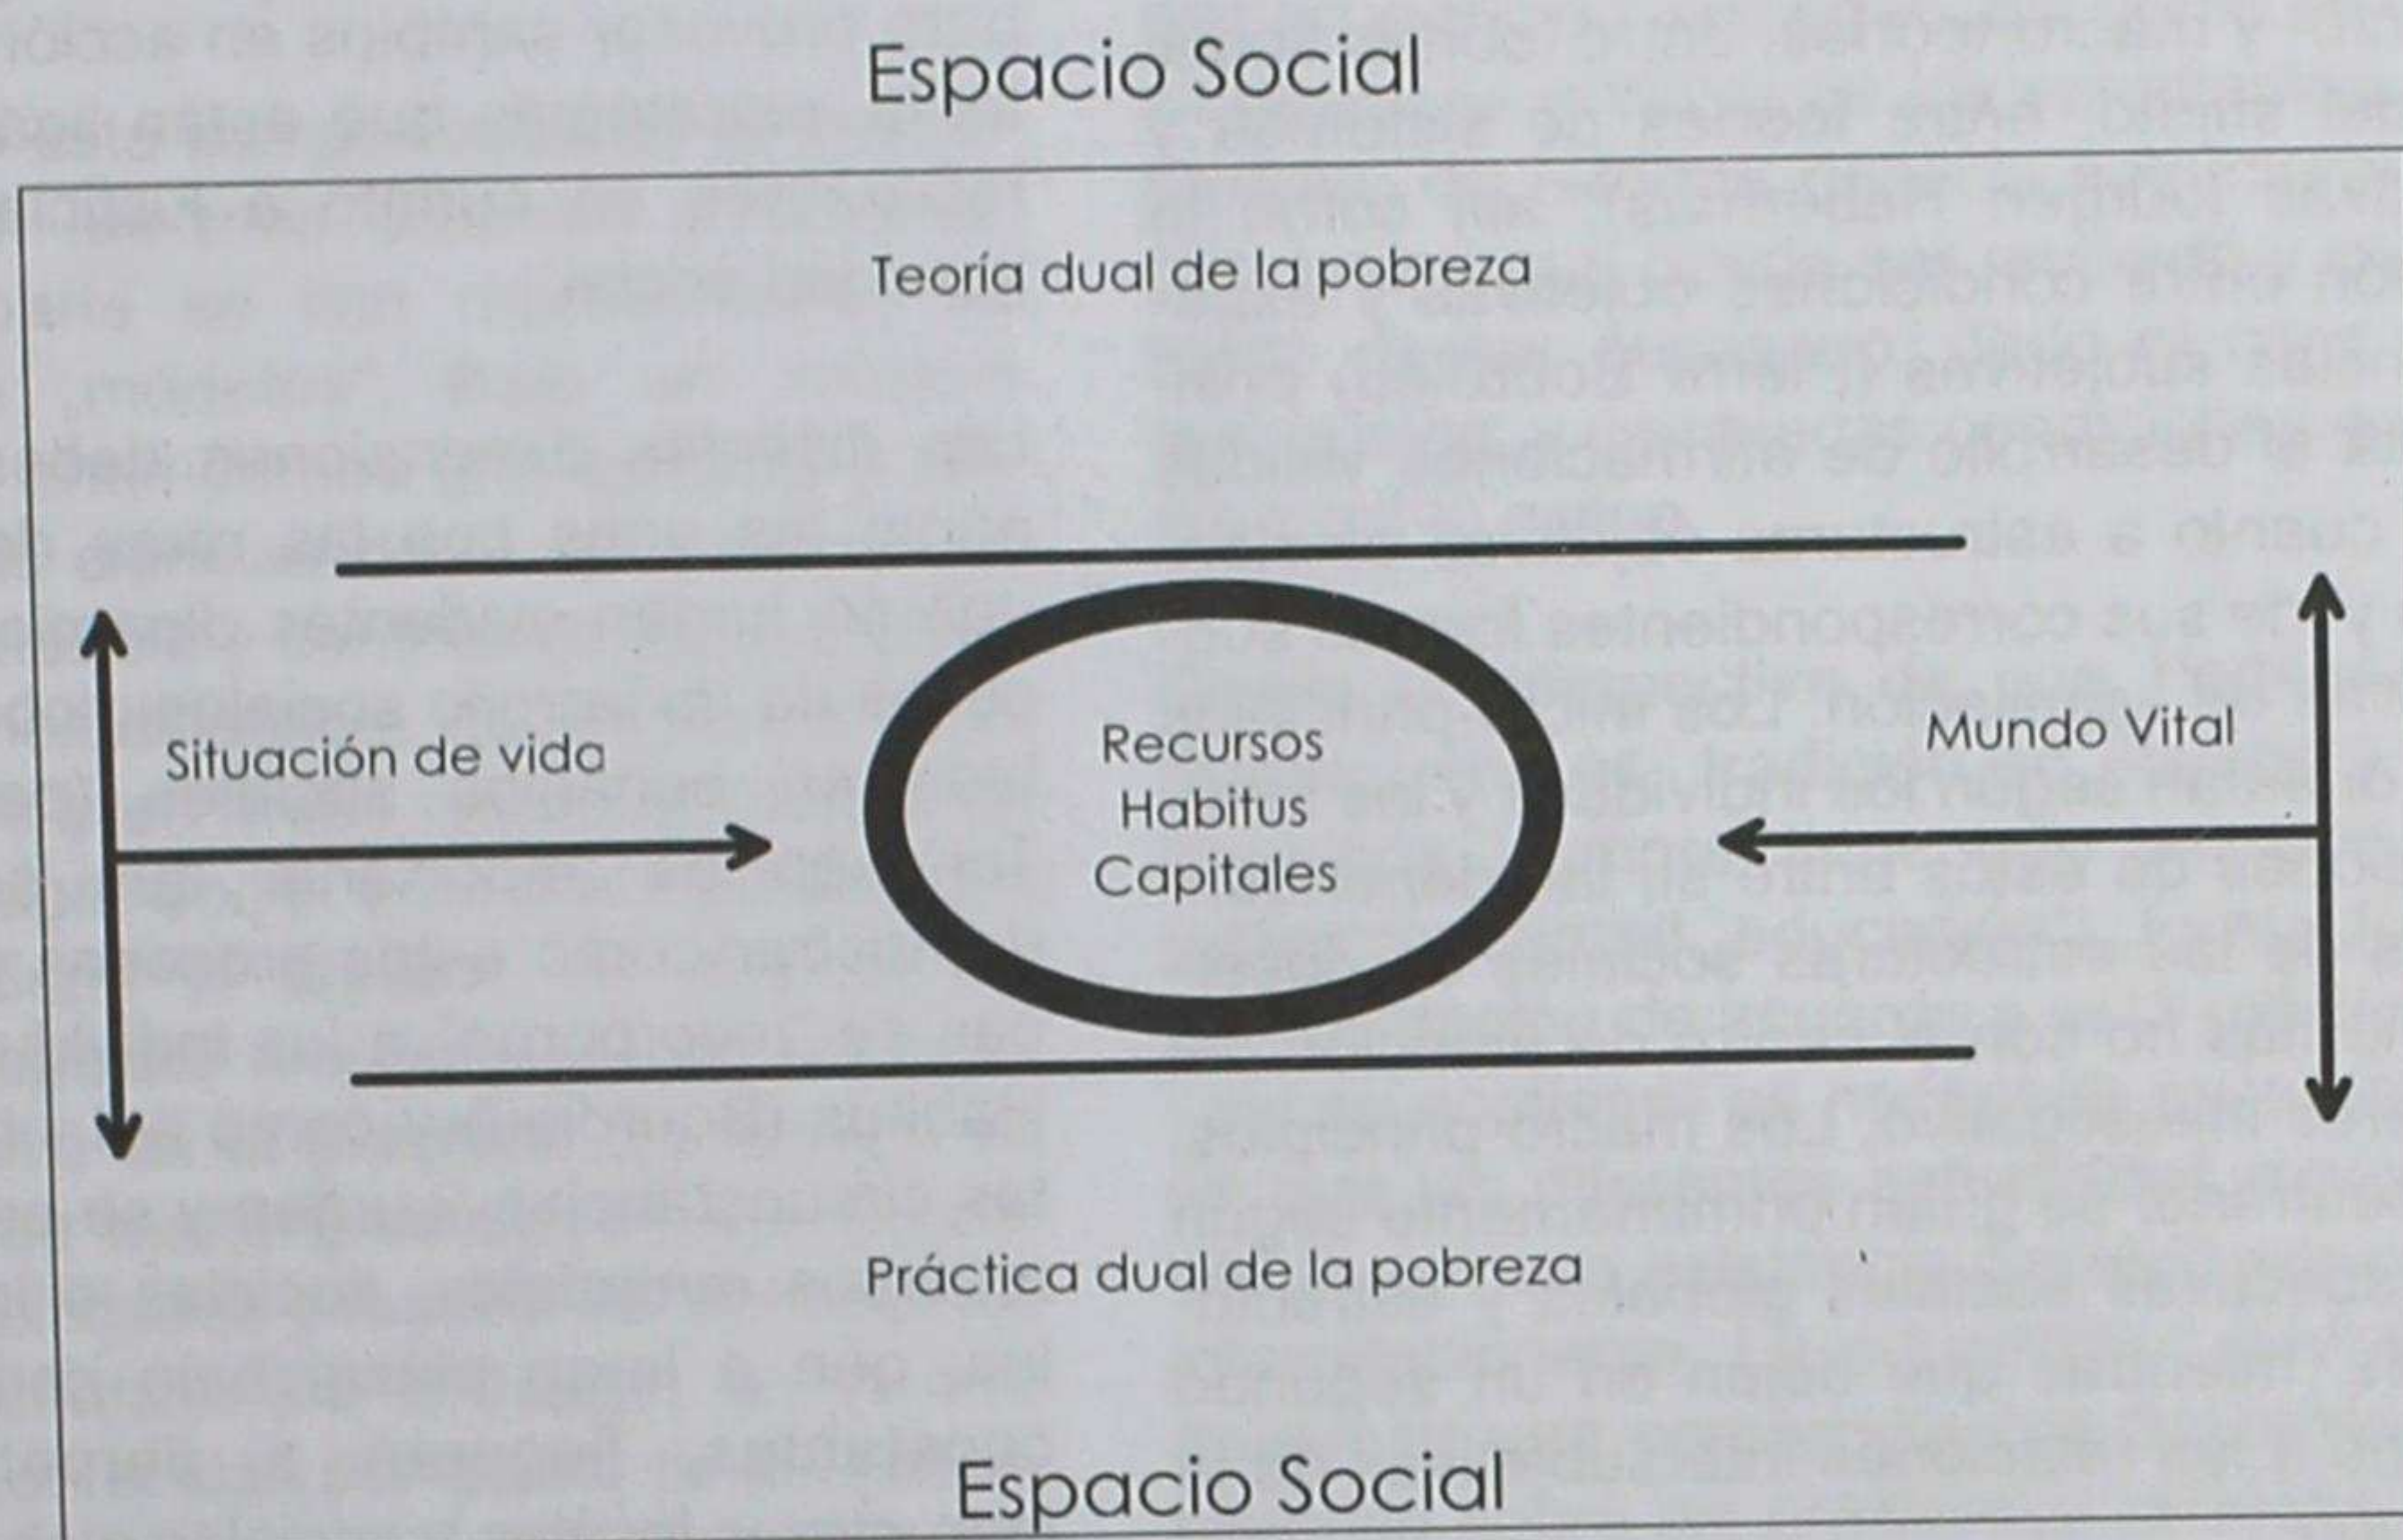 Espacio Social
Teoría dual de la pobreza
Situación de vida
Recursos
Habitus
Capitales
Mundo Vital
Práctica dual de la pobreza
Espacio Social